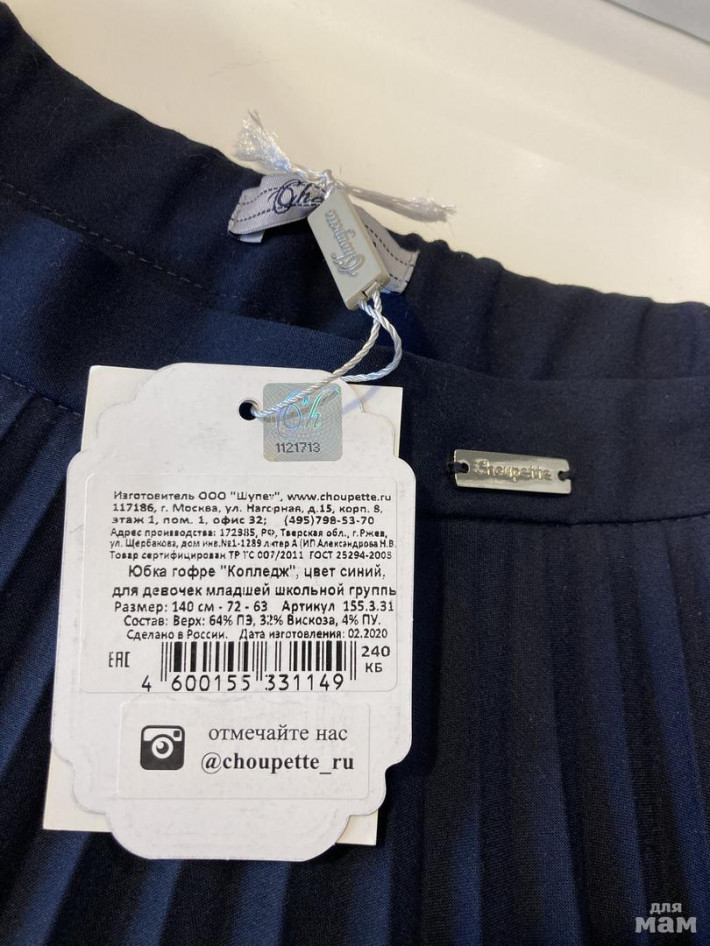 Choupette
Ch
1121713
Choupette
Изготовитель ООО "Шупет", www.choupette.ru
117186, г. Москва, ул. Нагорная, д.15, корп. 8,
этаж 1, пом. 1, офис 32; (495)798-53-70
Адрес производства: 172385, РФ, Тверская обл., г.Ржев,
ул. Щербакова, дом инв.№1-1289 литер А (ИП Александрова Н.В.
Товар сертифицирован ТР ТС 007/2011 ГОСТ 25294-2003
Юбка гофре "Колледж", цвет синий,
для девочек младшей школьной группы
Размер: 140 см - 72 - 63 Артикул 155.3.31
Состав: Верх: 64% ПЭ, 32% Вискоза, 4% ПУ.
Сделано в России. Дата изготовления: 02.2020
ЕАС
240
КБ
4 600155 331149
отмечайте нас
@choupette_ru
для
мам